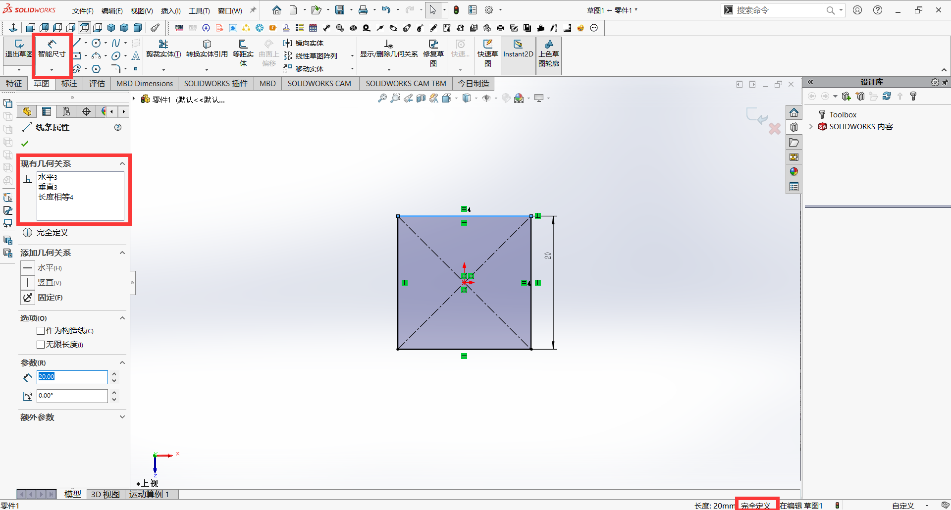 SOLIDWORKS
文件(F) 编辑(E) 视图(V) 插入(I) 工具(T) 窗口(W)
草图1 ← 零件1 *
搜索命令
退出草图 智能尺寸 剪裁实体(T) 转换实体引用 等距实体 曲面上偏移 镜向实体 线性草图阵列 移动实体 显示/删除几何关系 修复草图 快速... 快速草图 Instant2D 上色草图轮廓
特征 草图 标注 评估 MBD Dimensions SOLIDWORKS 插件 MBD SOLIDWORKS CAM SOLIDWORKS CAM TBM 今日制造
设计库
零件1 (默认<<默认...
Toolbox
SOLIDWORKS 内容
线条属性
现有几何关系
水平3
垂直3
长度相等4
完全定义
添加几何关系
水平(H)
竖直(V)
固定(F)
选项(O)
作为构造线(C)
无限长度(I)
参数(R)
20.00
0.00°
额外参数
20
4
4
X
Z
*上视
模型 3D 视图 运动算例 1
零件1 长度: 20mm 完全定义 在编辑 草图1 自定义